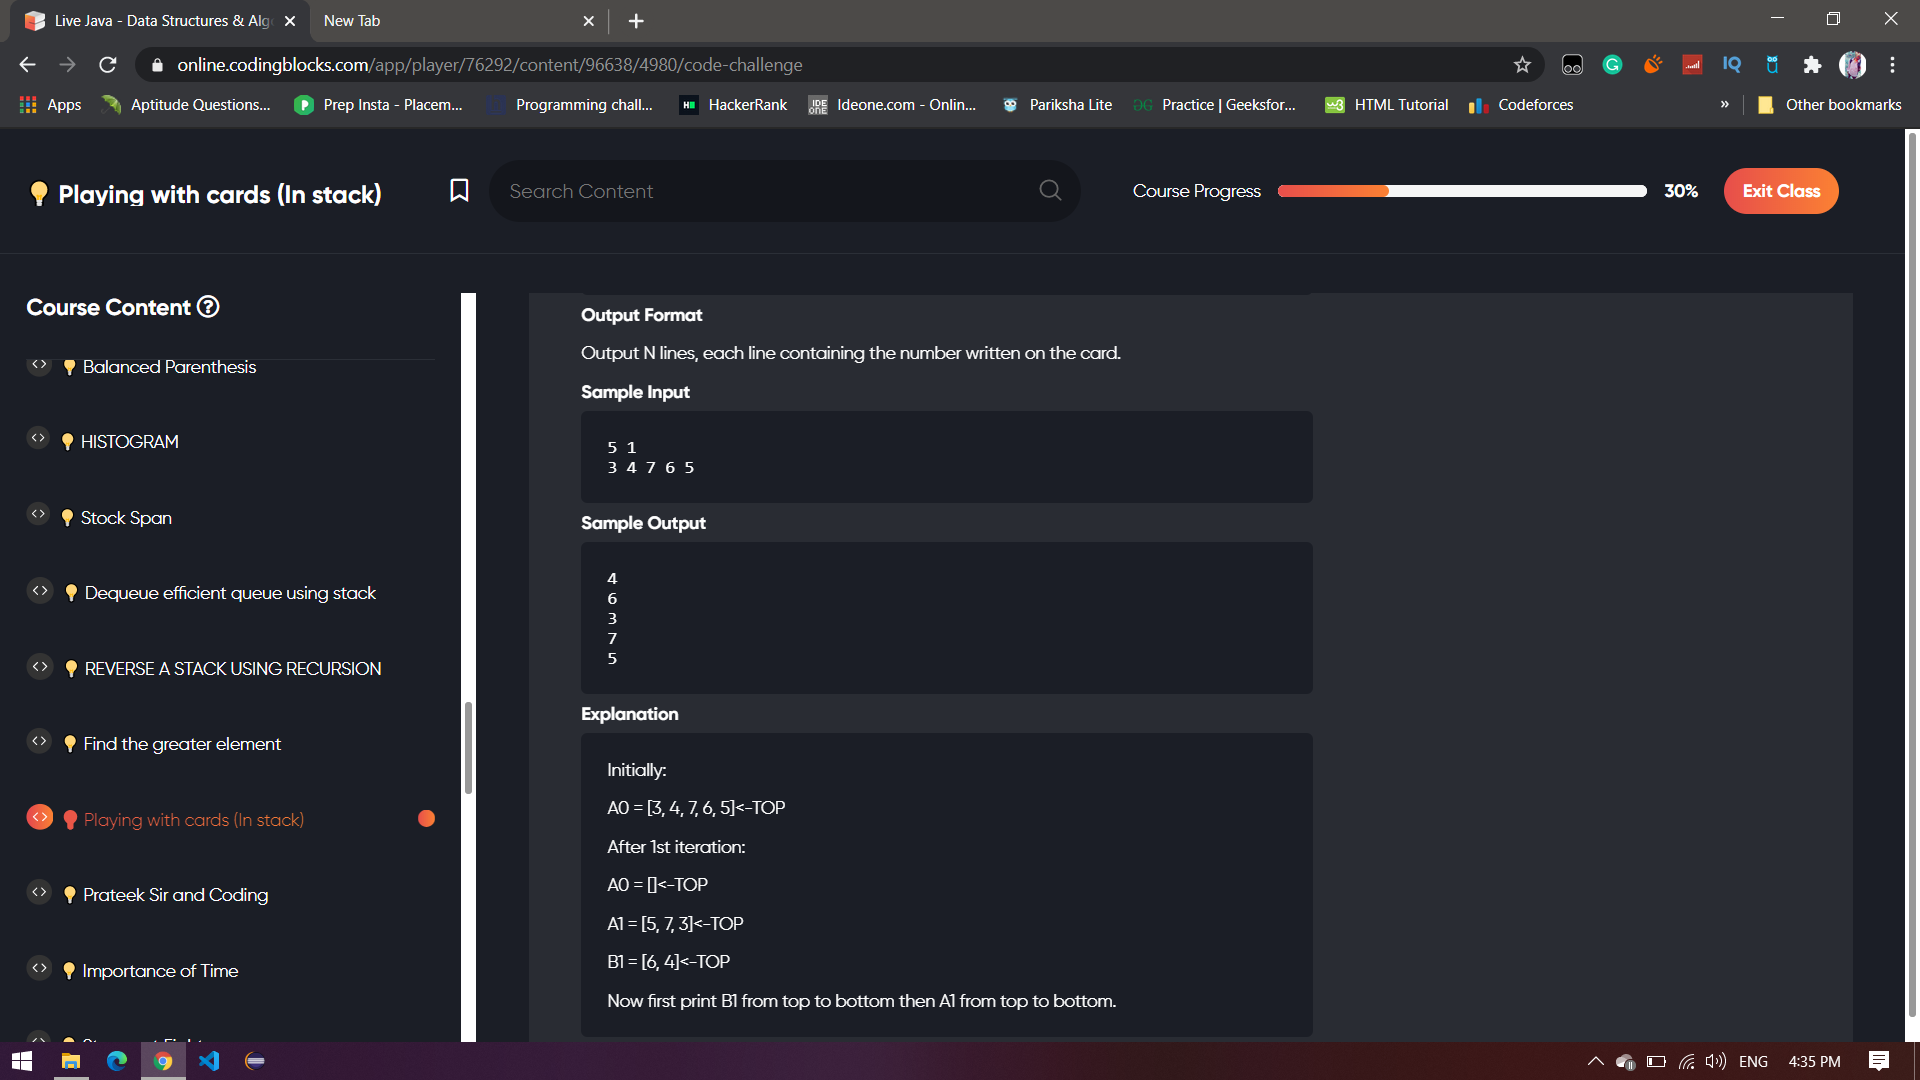 Live Java - Data Structures & Alg
New Tab
online.codingblocks.com/app/player/76292/content/96638/4980/code-challenge
Apps
Aptitude Questions...
Prep Insta - Placem...
Programming chall...
HackerRank
Ideone.com - Onlin...
Pariksha Lite
Practice | Geeksfor...
HTML Tutorial
Codeforces
»
Other bookmarks
Playing with cards (In stack)
Search Content
Course Progress
30%
Exit Class
Course Content
Balanced Parenthesis
HISTOGRAM
Stock Span
Dequeue efficient queue using stack
REVERSE A STACK USING RECURSION
Find the greater element
Playing with cards (In stack)
Prateek Sir and Coding
Importance of Time
Output Format
Output N lines, each line containing the number written on the card.
Sample Input
5 1
3 4 7 6 5
Sample Output
4
6
3
7
5
Explanation
Initially:
A0 = [3, 4, 7, 6, 5]<-TOP
After 1st iteration:
A0 = []<-TOP
A1 = [5, 7, 3]<-TOP
B1 = [6, 4]<-TOP
Now first print B1 from top to bottom then A1 from top to bottom.
ENG
4:35 PM